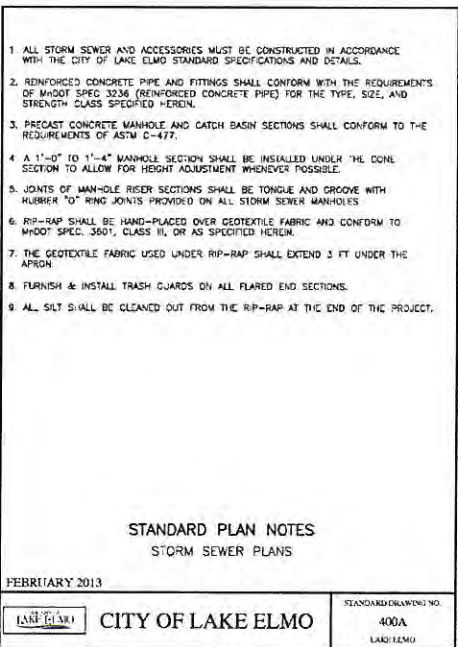 1. ALL STORM SEWER AND ACCESSORIES MUST BE CONSTRUCTED IN ACCORDANCE
WITH THE CITY OF LAKE ELMO STANDARD SPECIFICATIONS AND DETAILS.
2. REINFORCED CONCRETE PIPE AND FITTINGS SHALL CONFORM WITH THE REQUIREMENTS
OF MnDOT SPEC 3236 (REINFORCED CONCRETE PIPE) FOR THE TYPE, SIZE, AND
STRENGTH CLASS SPECIFIED HEREIN.
3. PRECAST CONCRETE MANHOLE AND CATCH BASIN SECTIONS SHALL CONFORM TO THE
REQUIREMENTS OF ASTM C-477.
4 A 1'-0" TO 1'-4" MANHOLE SECTION SHALL BE INSTALLED UNDER THE CONE
SECTION TO ALLOW FOR HEIGHT ADJUSTMENT WHENEVER POSSIBLE.
5. JOINTS OF MANHOLE RISER SECTIONS SHALL BE TONGUE AND GROOVE WITH
RUBBER "O" RING JOINTS PROVIDED ON ALL STORM SEWER MANHOLES
6. RIP-RAP SHALL BE HAND-PLACED OVER GEOTEXTILE FABRIC AND CONFORM TO
MnDOT SPEC. 3601, CLASS III, OR AS SPECIFIED HEREIN.
7. THE GEOTEXTILE FABRIC USED UNDER RIP-RAP SHALL EXTEND 3 FT UNDER THE
APRON.
8. FURNISH & INSTALL TRASH GUARDS ON ALL FLARED END SECTIONS.
9. ALL SILT SHALL BE CLEANED OUT FROM THE RIP-RAP AT THE END OF THE PROJECT.
STANDARD PLAN NOTES
STORM SEWER PLANS
FEBRUARY 2013
LAKE ELMO
CITY OF LAKE ELMO
STANDARD DRAWING NO.
400A
LAKE ELMO